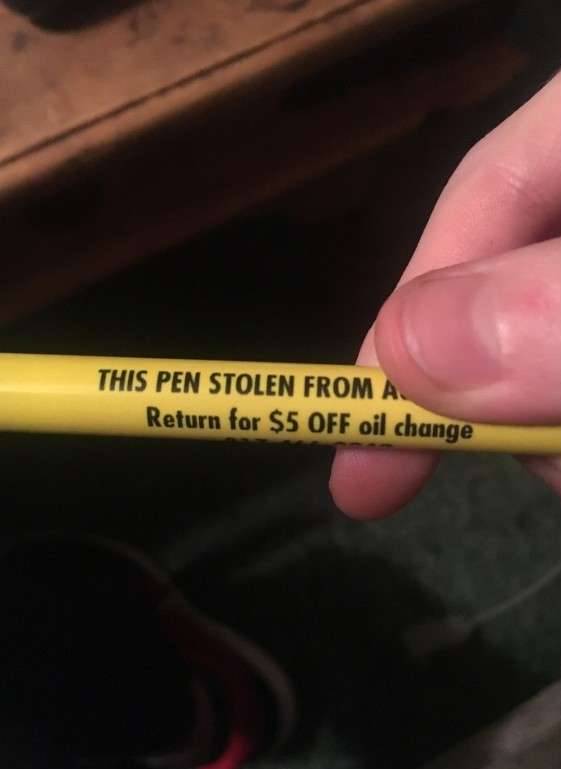 THIS PEN STOLEN FROM
Return for $5 OFF oil change